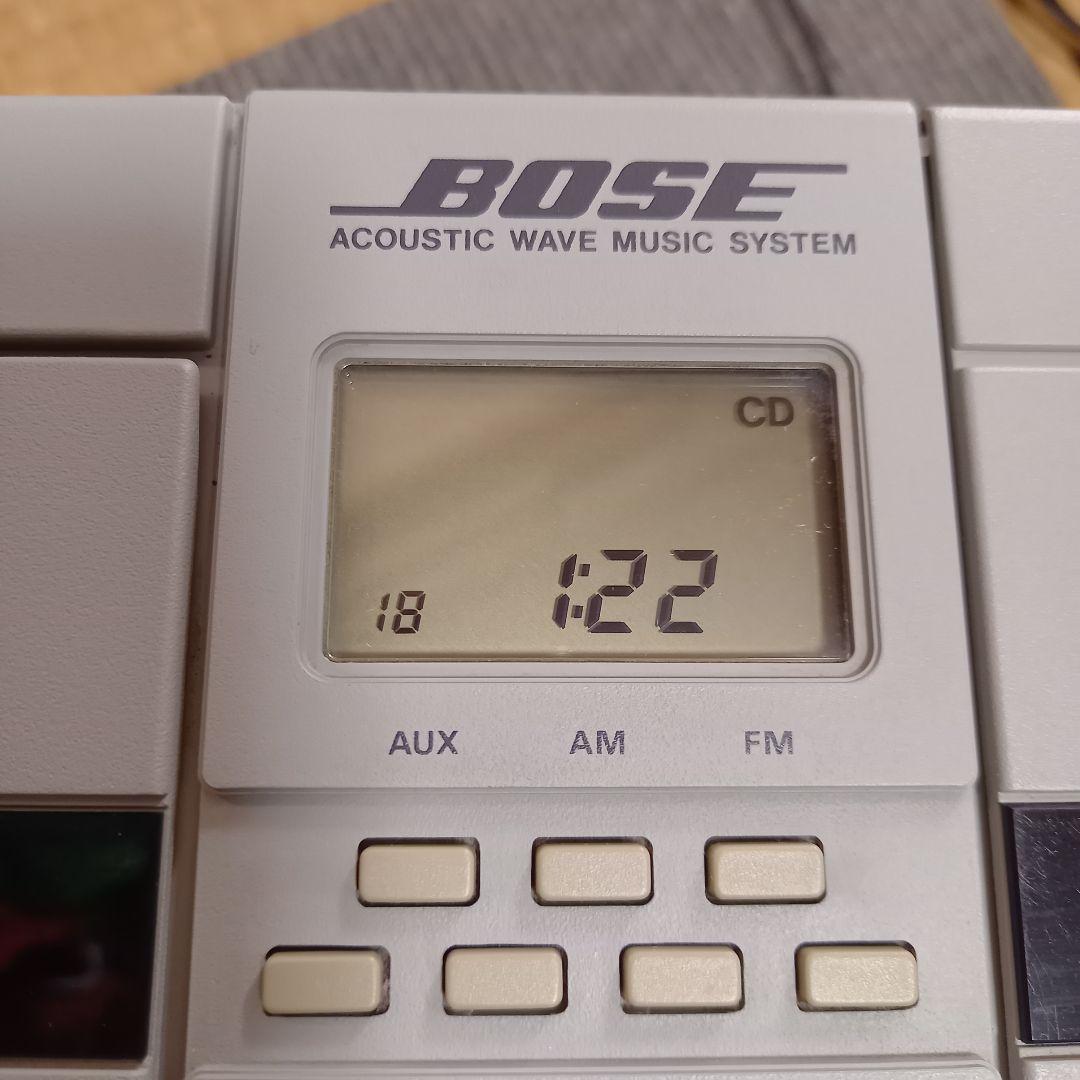 BOSE
ACOUSTIC WAVE MUSIC SYSTEM
CD
18 1:22
AUX AM FM